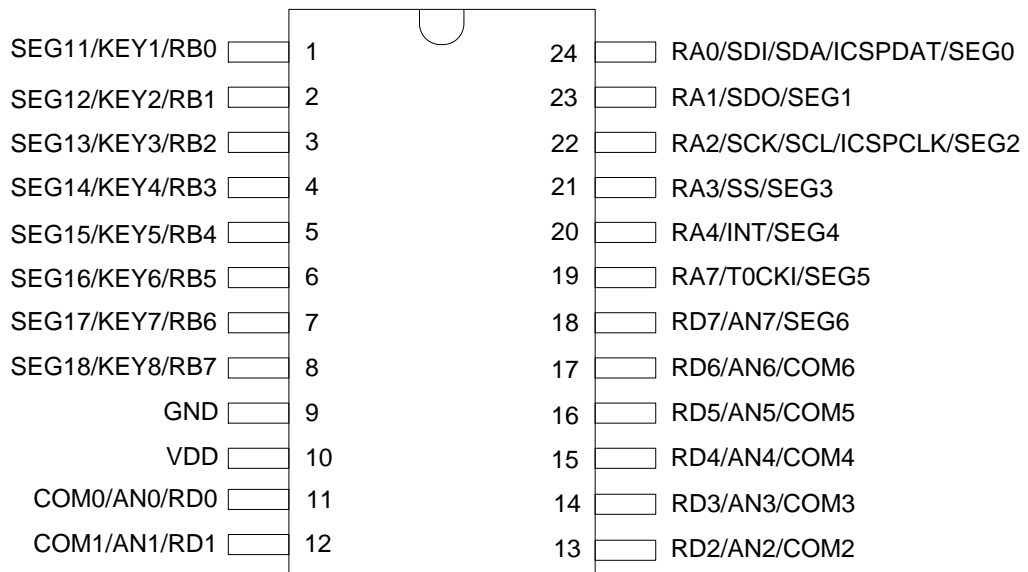 SEG11/KEY1/RB0 1 24 RA0/SDI/SDA/ICSPDAT/SEG0
SEG12/KEY2/RB1 2 23 RA1/SDO/SEG1
SEG13/KEY3/RB2 3 22 RA2/SCK/SCL/ICSPCLK/SEG2
SEG14/KEY4/RB3 4 21 RA3/SS/SEG3
SEG15/KEY5/RB4 5 20 RA4/INT/SEG4
SEG16/KEY6/RB5 6 19 RA7/T0CKI/SEG5
SEG17/KEY7/RB6 7 18 RD7/AN7/SEG6
SEG18/KEY8/RB7 8 17 RD6/AN6/COM6
GND 9 16 RD5/AN5/COM5
VDD 10 15 RD4/AN4/COM4
COM0/AN0/RD0 11 14 RD3/AN3/COM3
COM1/AN1/RD1 12 13 RD2/AN2/COM2